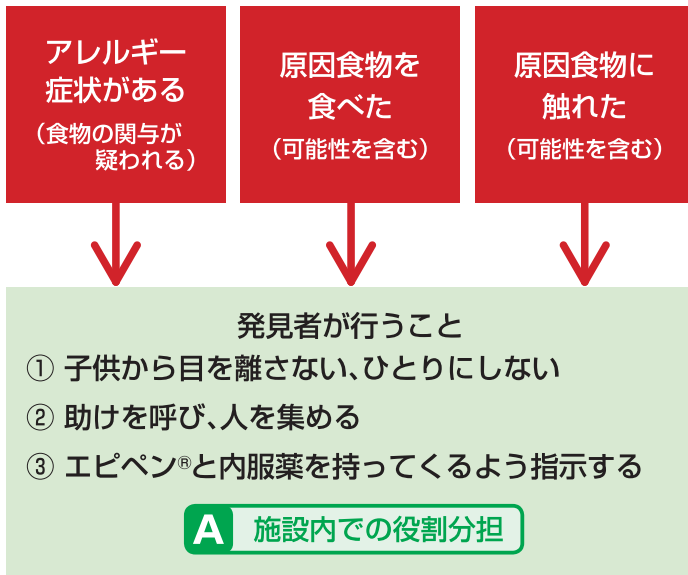 アレルギー
症状がある
（食物の関与が
疑われる）
原因食物を
食べた
（可能性を含む）
原因食物に
触れた
（可能性を含む）
発見者が行うこと
① 子供から目を離さない、ひとりにしない
② 助けを呼び、人を集める
③ エピペン®と内服薬を持ってくるよう指示する
A 施設内での役割分担